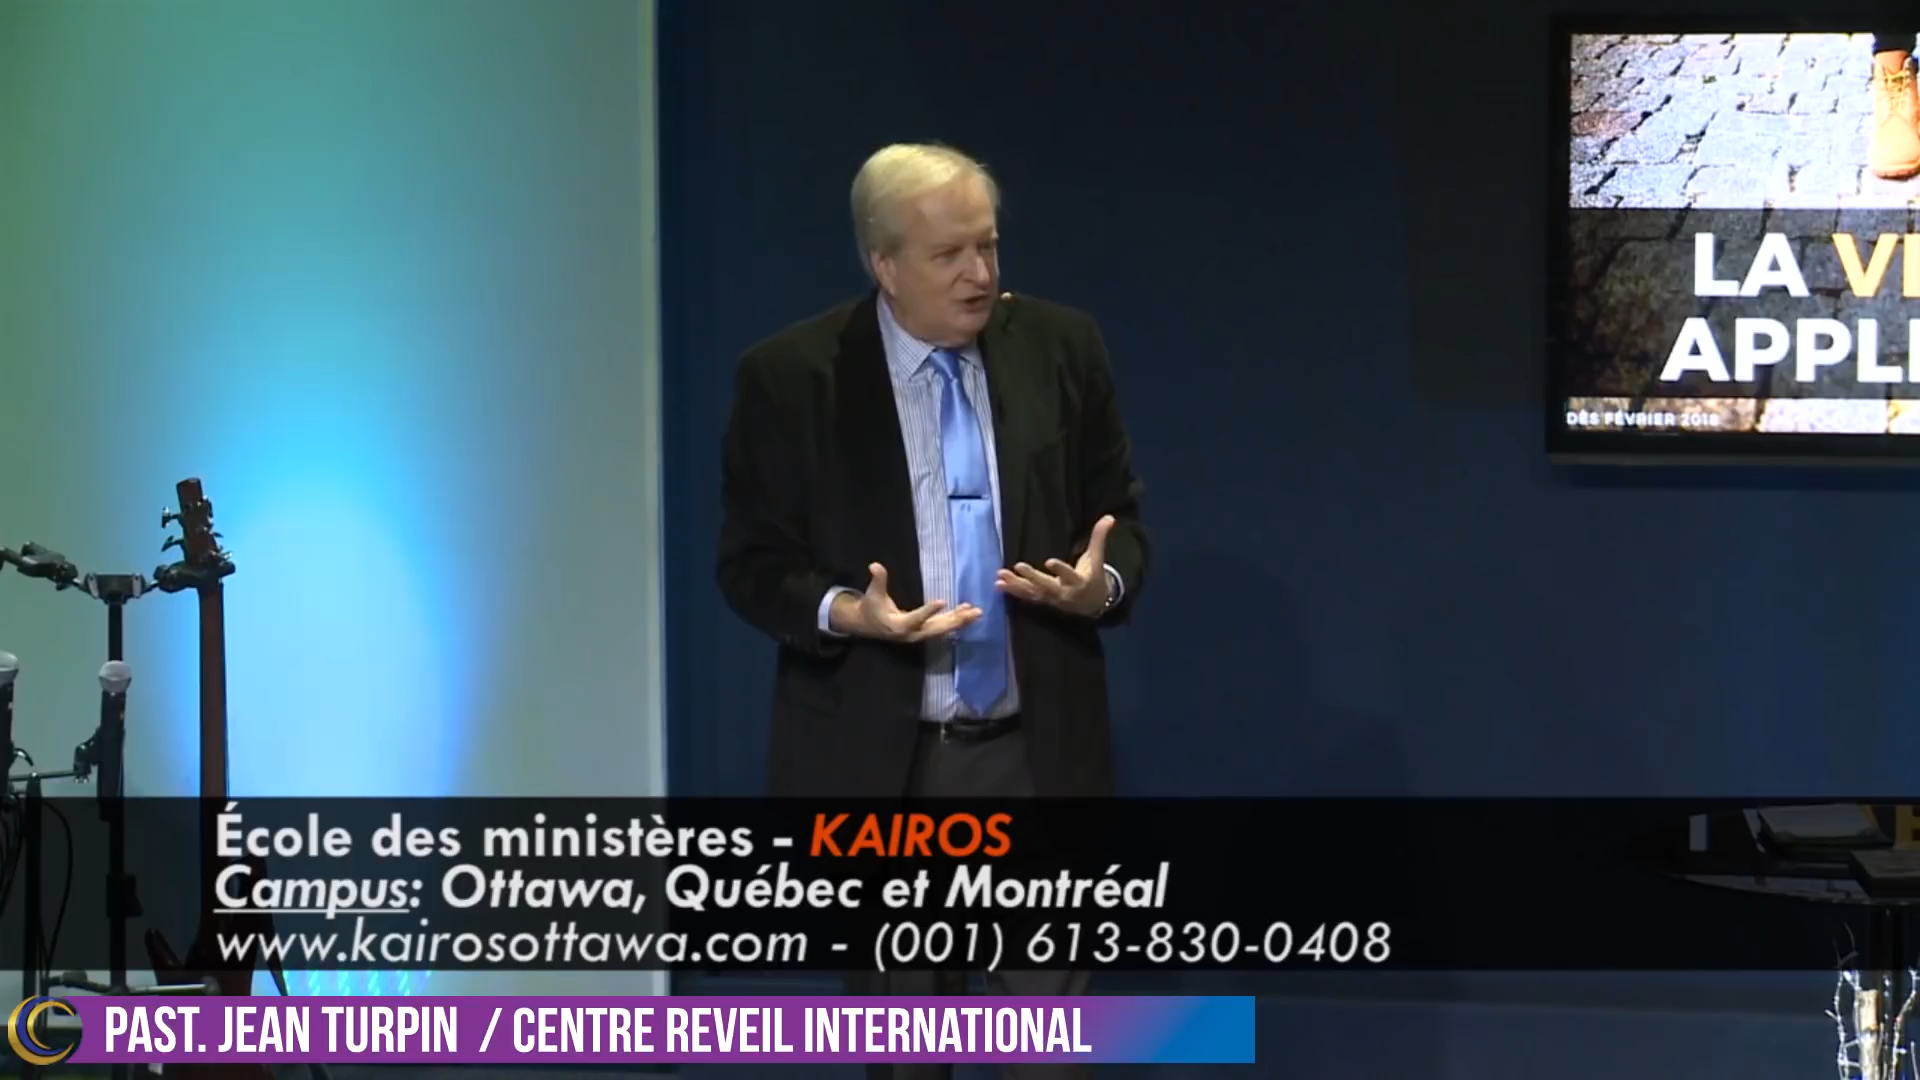 LA VI
APPLI
DÈS FÉVRIER 2018
École des ministères - KAIROS
Campus: Ottawa, Québec et Montréal
www.kairosottawa.com - (001) 613-830-0408
PAST. JEAN TURPIN / CENTRE REVEIL INTERNATIONAL